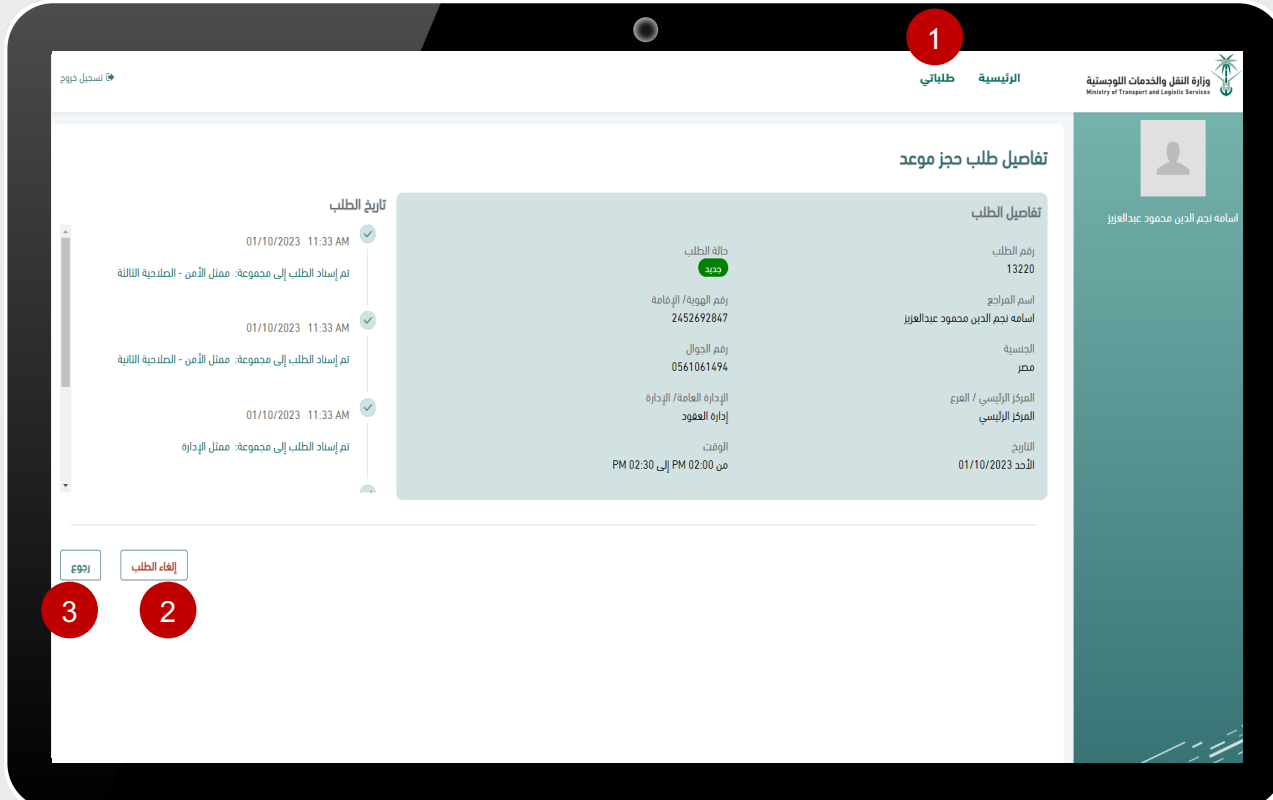 1
وزارة النقل والخدمات اللوجستية
Ministry of Transport and Logistic Services
الرئيسية
طلباتي
تسجيل خروج
اسامه نجم الدين محمود عبدالعزيز
تفاصيل طلب حجز موعد
تفاصيل الطلب
رقم الطلب
13220
حالة الطلب
جديد
اسم المراجع
اسامه نجم الدين محمود عبدالعزيز
رقم الهوية/ الإقامة
2452692847
الجنسية
مصر
رقم الجوال
0561061494
المركز الرئيسي / الفرع
المركز الرئيسي
الإدارة العامة/ الإدارة
إدارة العقود
التاريخ
الأحد 01/10/2023
الوقت
من 02:00 PM إلى 02:30 PM
تاريخ الطلب
01/10/2023 11:33 AM
تم إسناد الطلب إلى مجموعة: ممثل الأمن - الصلاحية الثالثة
01/10/2023 11:33 AM
تم إسناد الطلب إلى مجموعة: ممثل الأمن - الصلاحية الثانية
01/10/2023 11:33 AM
تم إسناد الطلب إلى مجموعة: ممثل الإدارة
إلغاء الطلب
رجوع
2
3